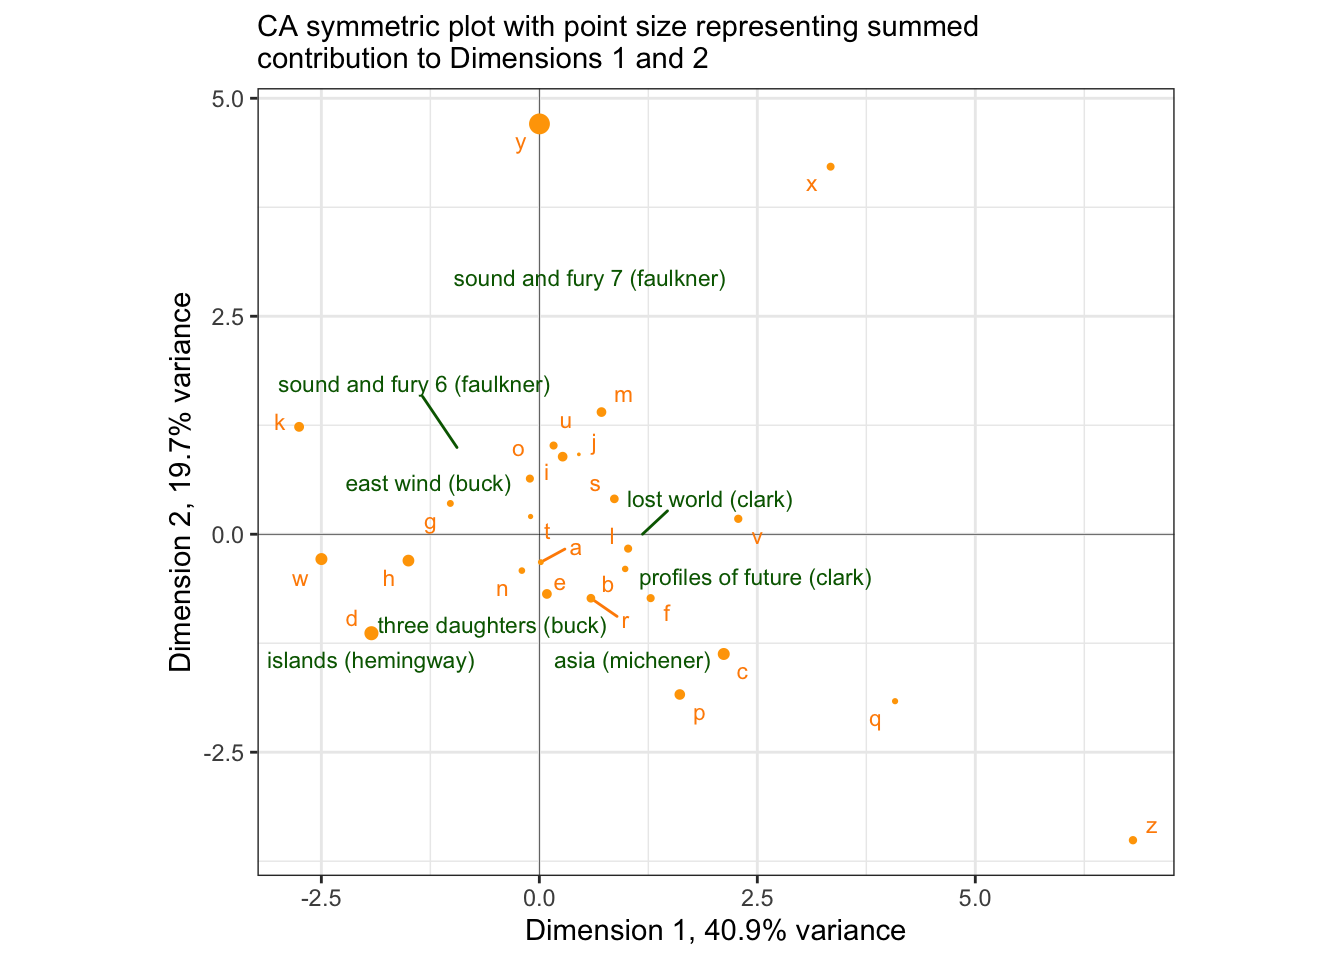 CA symmetric plot with point size representing summed
contribution to Dimensions 1 and 2
5.0
y
x
sound and fury 7 (faulkner)
2.5
sound and fury 6 (faulkner)
m
k
u
j
o
i
east wind (buck)
s
lost world (clark)
g
0.0
t
l
v
a
w
h
n
e
b
profiles of future (clark)
d
three daughters (buck)
r
f
islands (hemingway)
asia (michener)
c
p
q
-2.5
z
-2.5
0.0
2.5
5.0
Dimension 1, 40.9% variance
Dimension 2, 19.7% variance